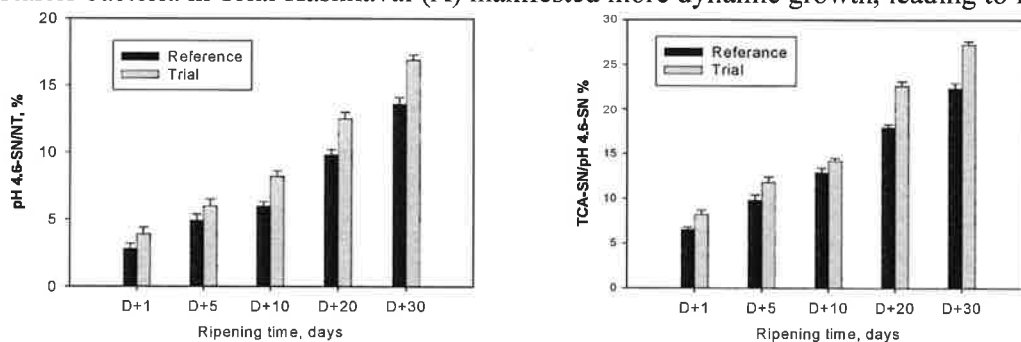 bacteria in Trial Kashkaval (A) manifested more dynamic growth, leading to
pH 4.6-SN/NT, %
20
15
10
5
0
Reference
Trial
D+1 D+5 D+10 D+20 D+30
Ripening time, days
TCA-SN/pH 4.6-SN %
30
25
20
15
10
5
0
Referance
Trial
D+1 D+5 D+10 D+20 D+30
Ripening time, days